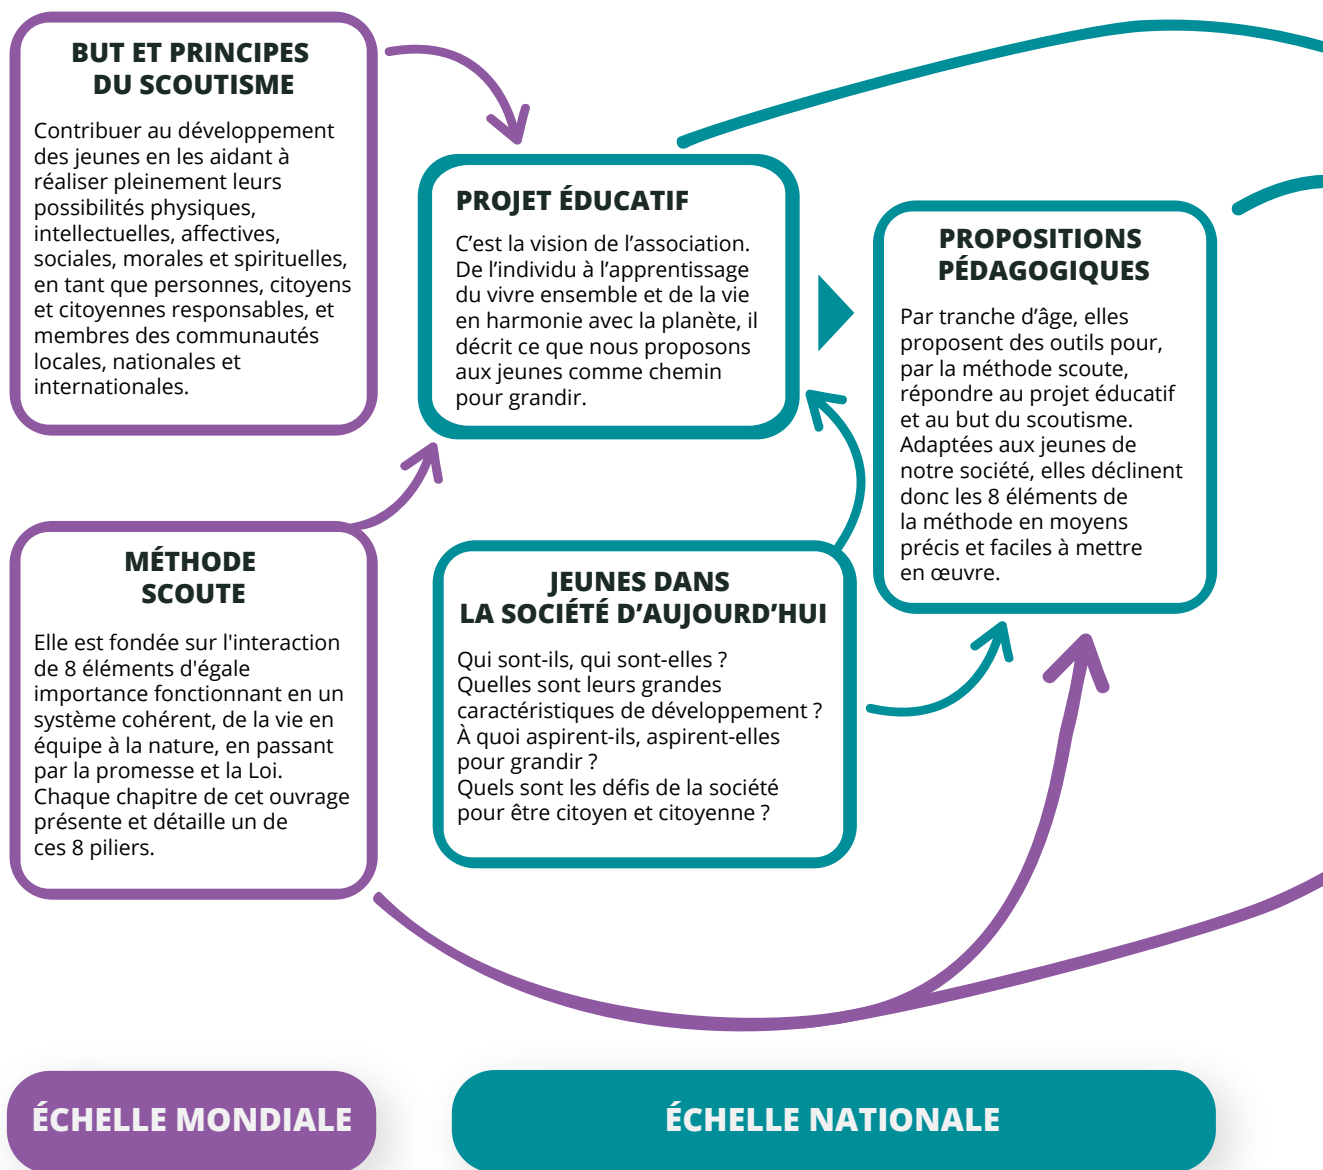 BUT ET PRINCIPES
DU SCOUTISME
Contribuer au développement
des jeunes en les aidant à
réaliser pleinement leurs
possibilités physiques,
intellectuelles, affectives,
sociales, morales et spirituelles,
en tant que personnes, citoyens
et citoyennes responsables, et
membres des communautés
locales, nationales et
internationales.
MÉTHODE
SCOUTE
Elle est fondée sur l'interaction
de 8 éléments d'égale
importance fonctionnant en un
système cohérent, de la vie en
équipe à la nature, en passant
par la promesse et la Loi.
Chaque chapitre de cet ouvrage
présente et détaille un de
ces 8 piliers.
PROJET ÉDUCATIF
C’est la vision de l’association.
De l’individu à l’apprentissage
du vivre ensemble et de la vie
en harmonie avec la planète, il
décrit ce que nous proposons
aux jeunes comme chemin
pour grandir.
JEUNES DANS
LA SOCIÉTÉ D’AUJOURD’HUI
Qui sont-ils, qui sont-elles ?
Quelles sont leurs grandes
caractéristiques de développement ?
À quoi aspirent-ils, aspirent-elles
pour grandir ?
Quels sont les défis de la société
pour être citoyen et citoyenne ?
PROPOSITIONS
PÉDAGOGIQUES
Par tranche d’âge, elles
proposent des outils pour,
par la méthode scoute,
répondre au projet éducatif
et au but du scoutisme.
Adaptées aux jeunes de
notre société, elles déclinent
donc les 8 éléments de
la méthode en moyens
précis et faciles à mettre
en œuvre.
ÉCHELLE MONDIALE
ÉCHELLE NATIONALE